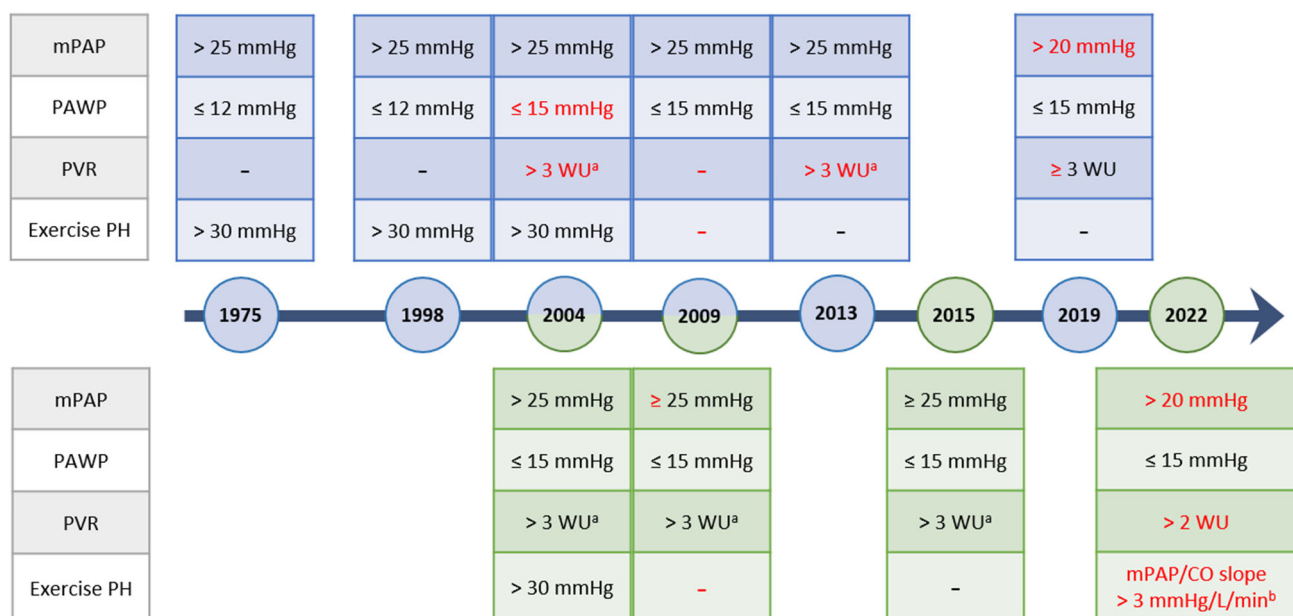 mPAP > 25 mmHg > 25 mmHg > 25 mmHg > 25 mmHg > 25 mmHg > 20 mmHg
PAWP ≤ 12 mmHg ≤ 12 mmHg ≤ 15 mmHg ≤ 15 mmHg ≤ 15 mmHg ≤ 15 mmHg
PVR – – > 3 WUᵃ – > 3 WUᵃ ≥ 3 WU
Exercise PH > 30 mmHg > 30 mmHg > 30 mmHg – – –
1975 1998 2004 2009 2013 2015 2019 2022
mPAP > 25 mmHg ≥ 25 mmHg ≥ 25 mmHg > 20 mmHg
PAWP ≤ 15 mmHg ≤ 15 mmHg ≤ 15 mmHg ≤ 15 mmHg
PVR > 3 WUᵃ > 3 WUᵃ > 3 WUᵃ > 2 WU
Exercise PH > 30 mmHg – – mPAP/CO slope
> 3 mmHg/L/minᵇ